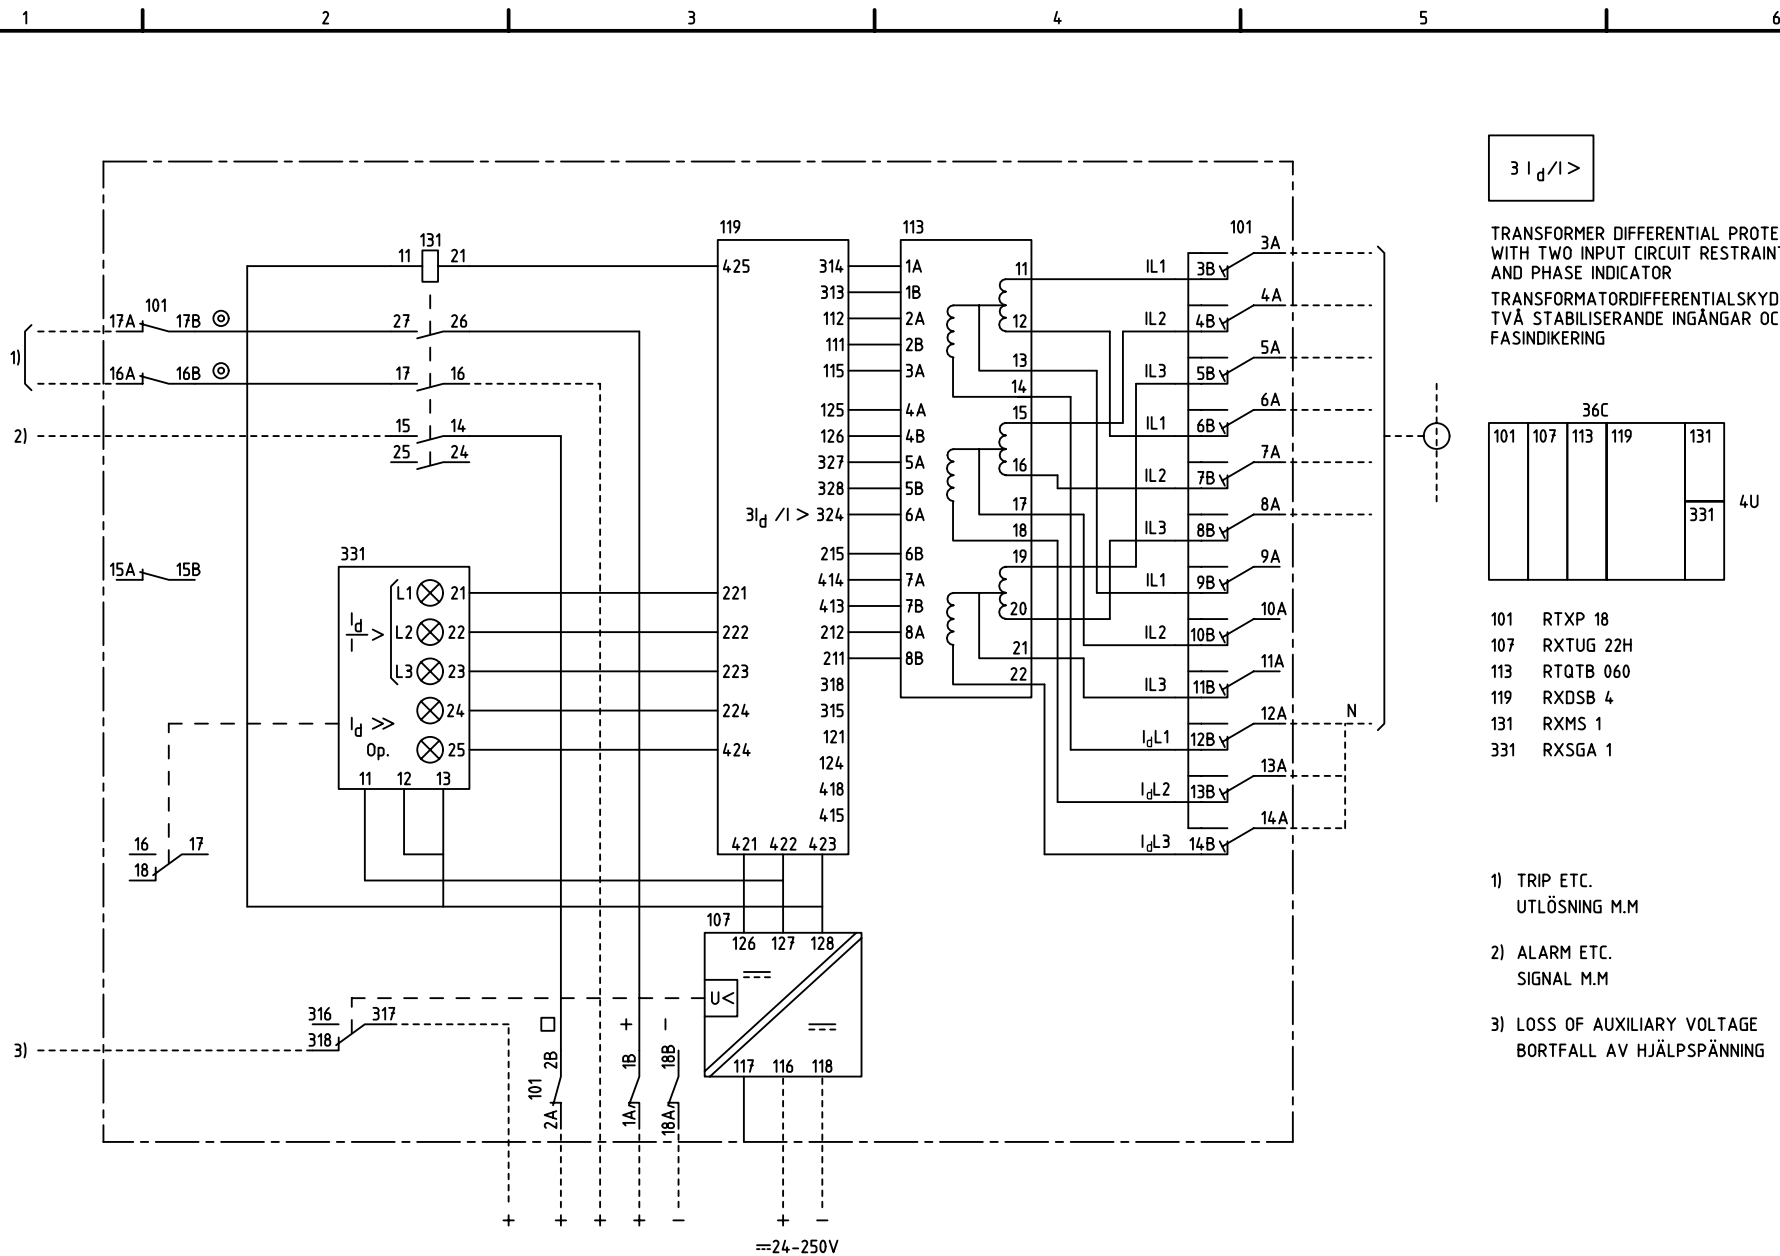 1 2 3 4 5 6
3 I d /I >
TRANSFORMER DIFFERENTIAL PROTE
WITH TWO INPUT CIRCUIT RESTRAINT
AND PHASE INDICATOR
TRANSFORMATORDIFFERENTIALSKYD
TVÅ STABILISERANDE INGÅNGAR OC
FASINDIKERING
36C
101 107 113 119 131
331
4U
101 RTXP 18
107 RXTUG 22H
113 RTQTB 060
119 RXDSB 4
131 RXMS 1
331 RXSGA 1
1) TRIP ETC.
UTLÖSNING M.M
2) ALARM ETC.
SIGNAL M.M
3) LOSS OF AUXILIARY VOLTAGE
BORTFALL AV HJÄLPSPÄNNING
131
11 21
101
17A 17B
27 26
1)
16A 16B
17 16
2)
15 14
25 24
15A 15B
331
Id
I
>
L1 21
L2 22
L3 23
Id >> 24
Op. 25
11 12 13
16 17
18
316 317
318
3)
119
425
3Id /I >
221
222
223
224
424
314
313
112
111
115
125
126
327
328
324
215
414
413
212
211
318
315
121
124
418
415
421 422 423
113
1A
1B
2A
2B
3A
4A
4B
5A
5B
6A
6B
7A
7B
8A
8B
11
12
13
14
15
16
17
18
19
20
21
22
101
IL1 3B 3A
IL2 4B 4A
IL3 5B 5A
IL1 6B 6A
IL2 7B 7A
IL3 8B 8A
IL1 9B 9A
IL2 10B 10A
IL3 11B 11A
IdL1 12B 12A N
IdL2 13B 13A
IdL3 14B 14A
107
126 127 128
U<
117 116 118
+ −
101
2B 1B 18B
2A 1A 18A
+ + + + − + −
24-250V